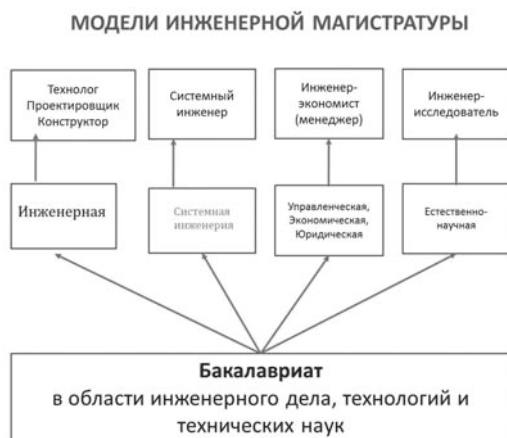 МОДЕЛИ ИНЖЕНЕРНОЙ МАГИСТРАТУРЫ
Технолог
Проектировщик
Конструктор
Системный
инженер
Инженер-
экономист
(менеджер)
Инженер-
исследователь
Инженерная
Системная
инженерия
Управленческая,
Экономическая,
Юридическая
Естественно-
научная
Бакалавриат
в области инженерного дела, технологий и
технических наук